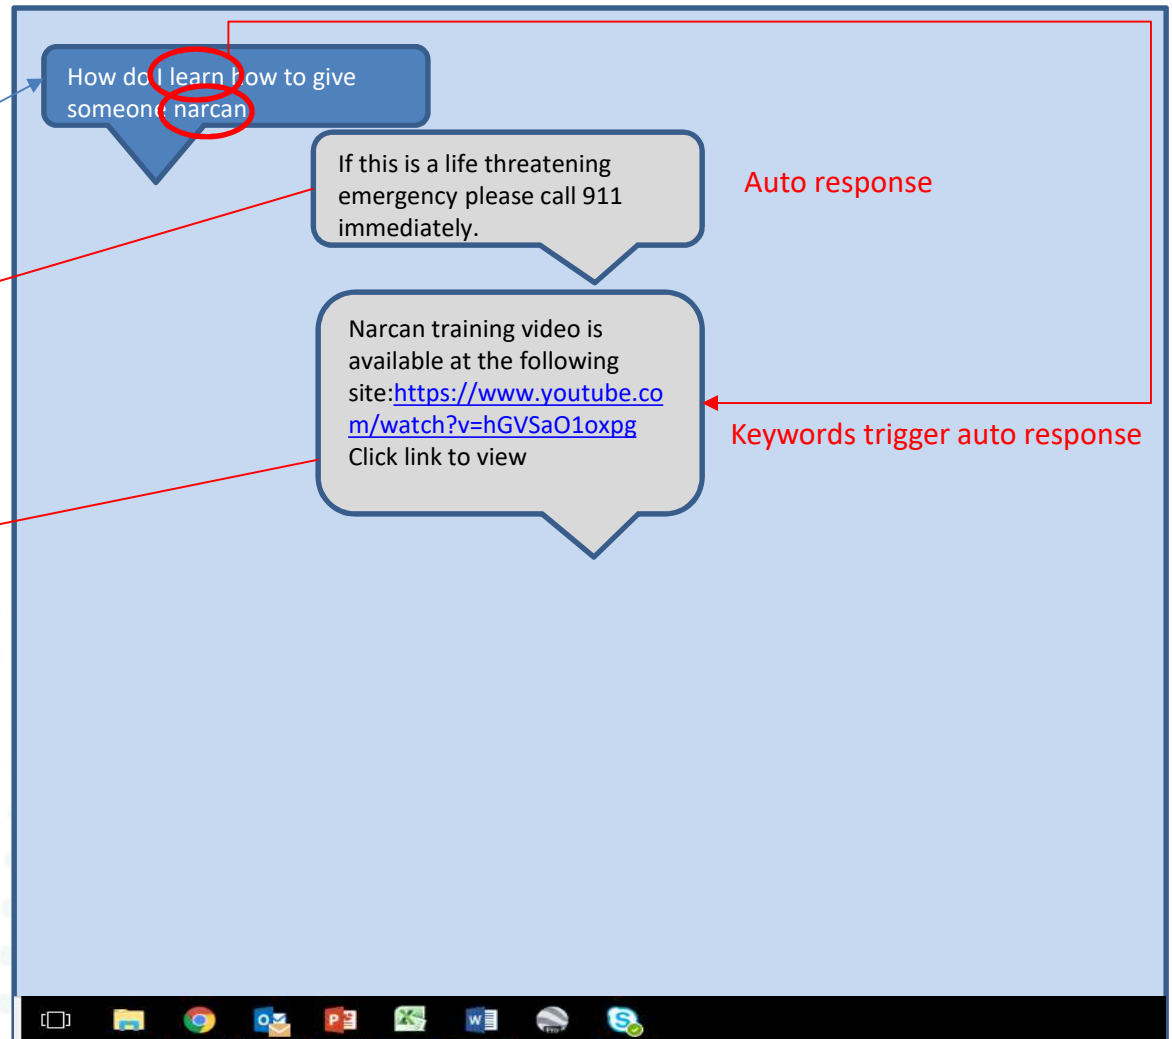 How do I learn how to give
someone narcan
If this is a life threatening
emergency please call 911
immediately.
Auto response
Narcan training video is
available at the following
site:https://www.youtube.co
m/watch?v=hGVSaO1oxpg
Click link to view
Keywords trigger auto response